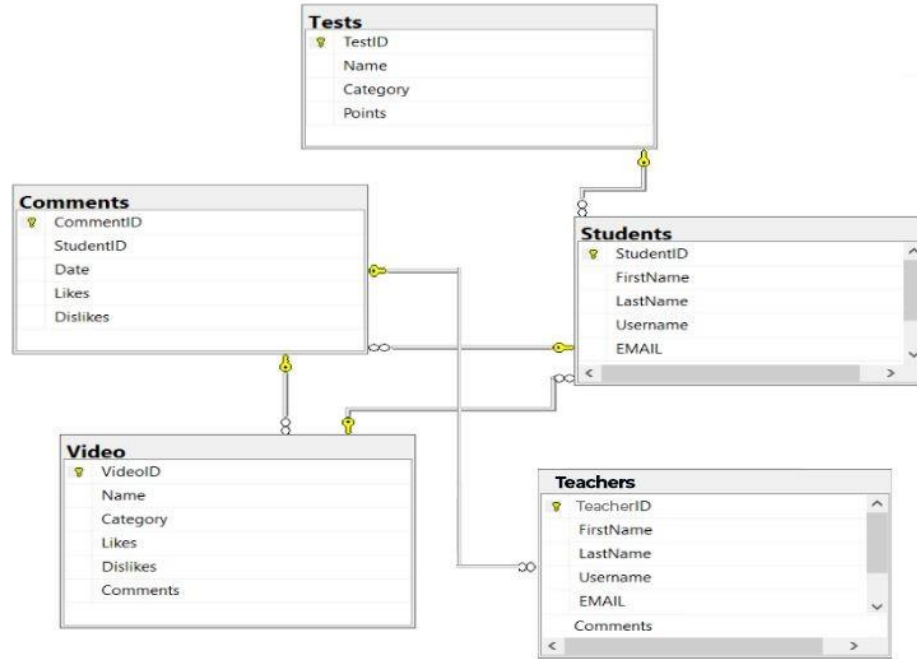 Tests
TestID
Name
Category
Points
Comments
CommentID
StudentID
Date
Likes
Dislikes
Students
StudentID
FirstName
LastName
Username
EMAIL
Video
VideoID
Name
Category
Likes
Dislikes
Comments
Teachers
TeacherID
FirstName
LastName
Username
EMAIL
Comments